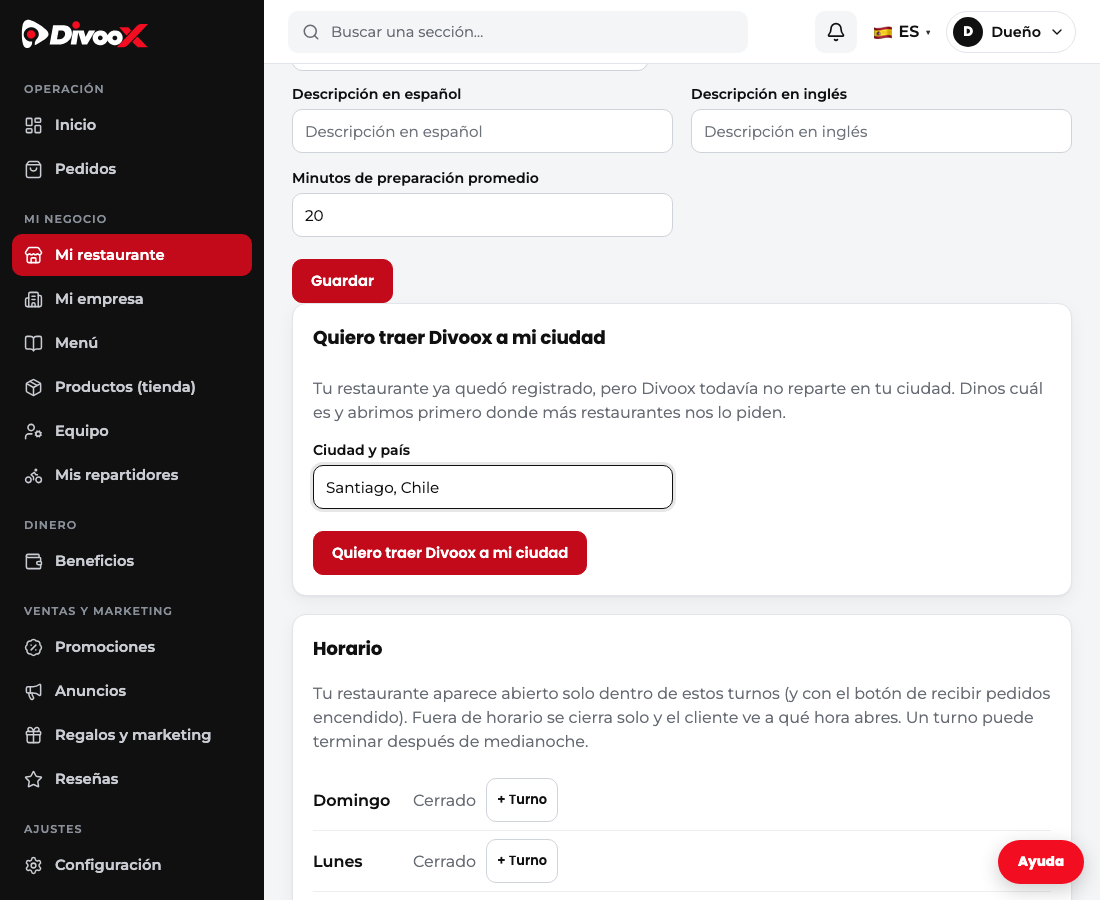 DivooX
OPERACIÓN
Inicio
Pedidos
MI NEGOCIO
Mi restaurante
Mi empresa
Menú
Productos (tienda)
Equipo
Mis repartidores
DINERO
Beneficios
VENTAS Y MARKETING
Promociones
Anuncios
Regalos y marketing
Reseñas
AJUSTES
Configuración
Buscar una sección...
ES
D
Dueño
Descripción en español
Descripción en inglés
Descripción en español
Descripción en inglés
Minutos de preparación promedio
20
Guardar
Quiero traer Divoox a mi ciudad
Tu restaurante ya quedó registrado, pero Divoox todavía no reparte en tu ciudad. Dinos cuál
es y abrimos primero donde más restaurantes nos lo piden.
Ciudad y país
Santiago, Chile
Quiero traer Divoox a mi ciudad
Horario
Tu restaurante aparece abierto solo dentro de estos turnos (y con el botón de recibir pedidos
encendido). Fuera de horario se cierra solo y el cliente ve a qué hora abres. Un turno puede
terminar después de medianoche.
Domingo Cerrado + Turno
Lunes Cerrado + Turno
Ayuda